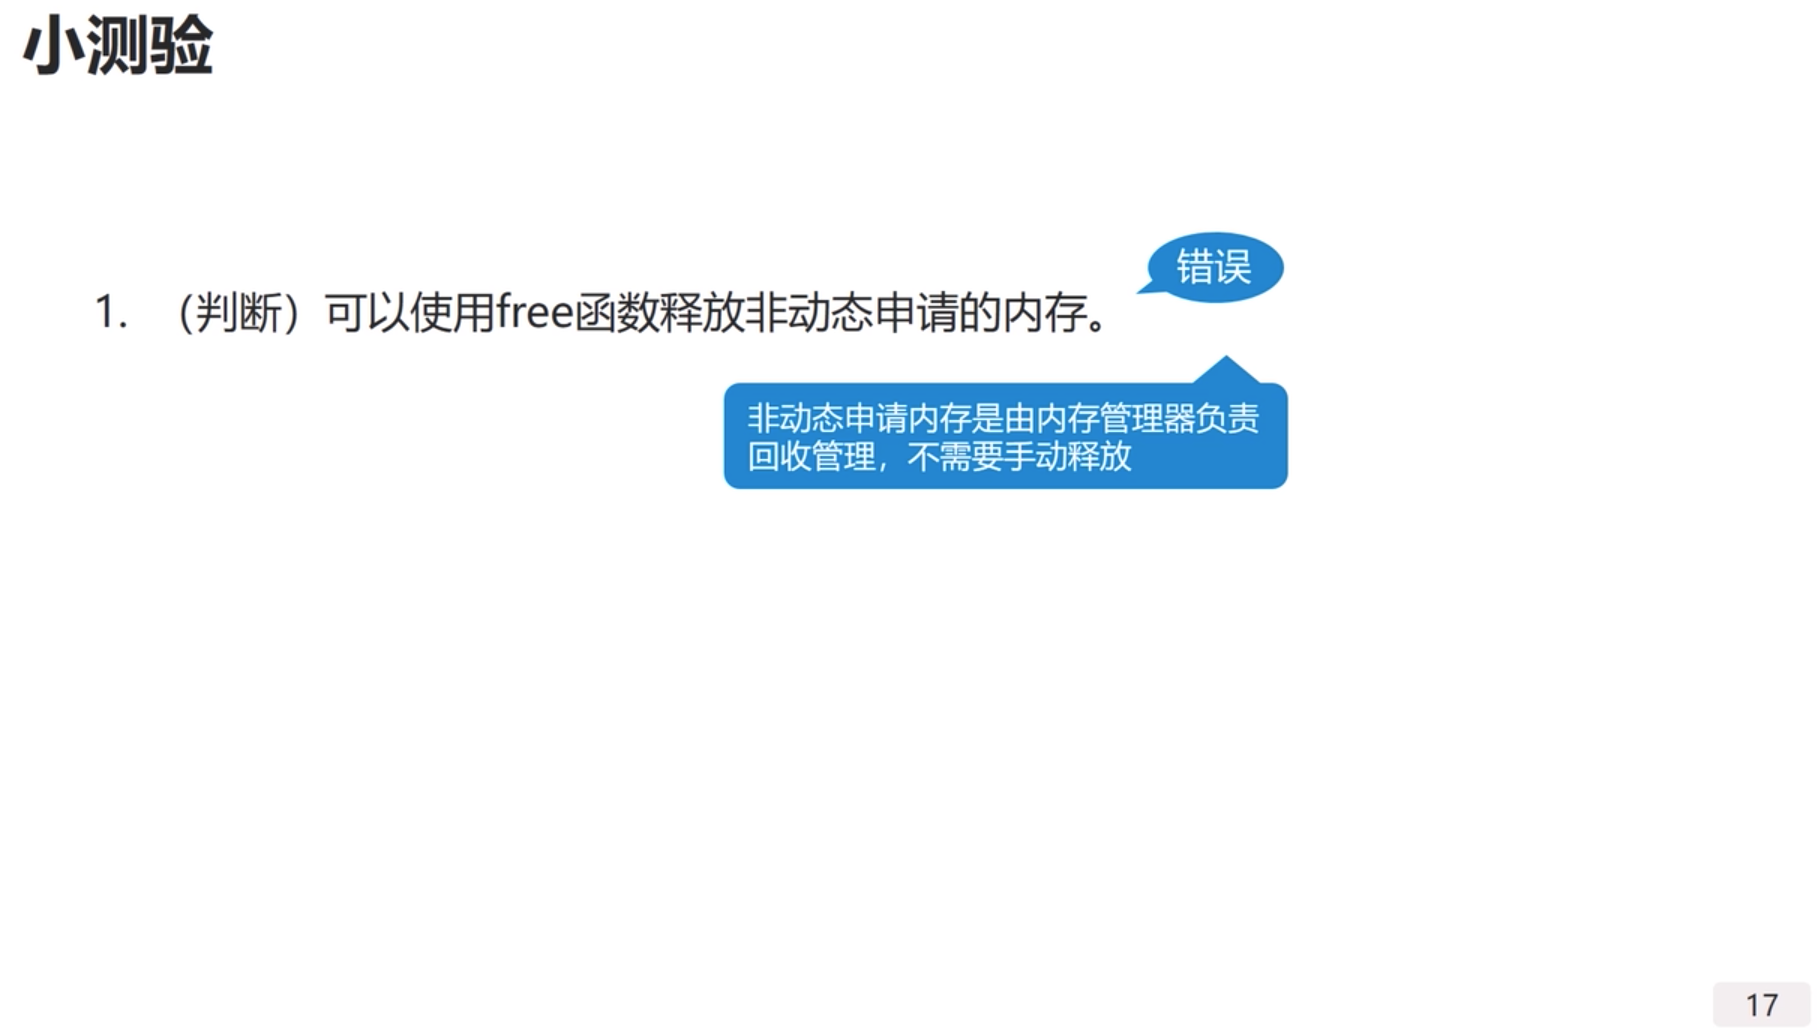 小测验
错误
1. （判断）可以使用free函数释放非动态申请的内存。
非动态申请内存是由内存管理器负责
回收管理，不需要手动释放
17